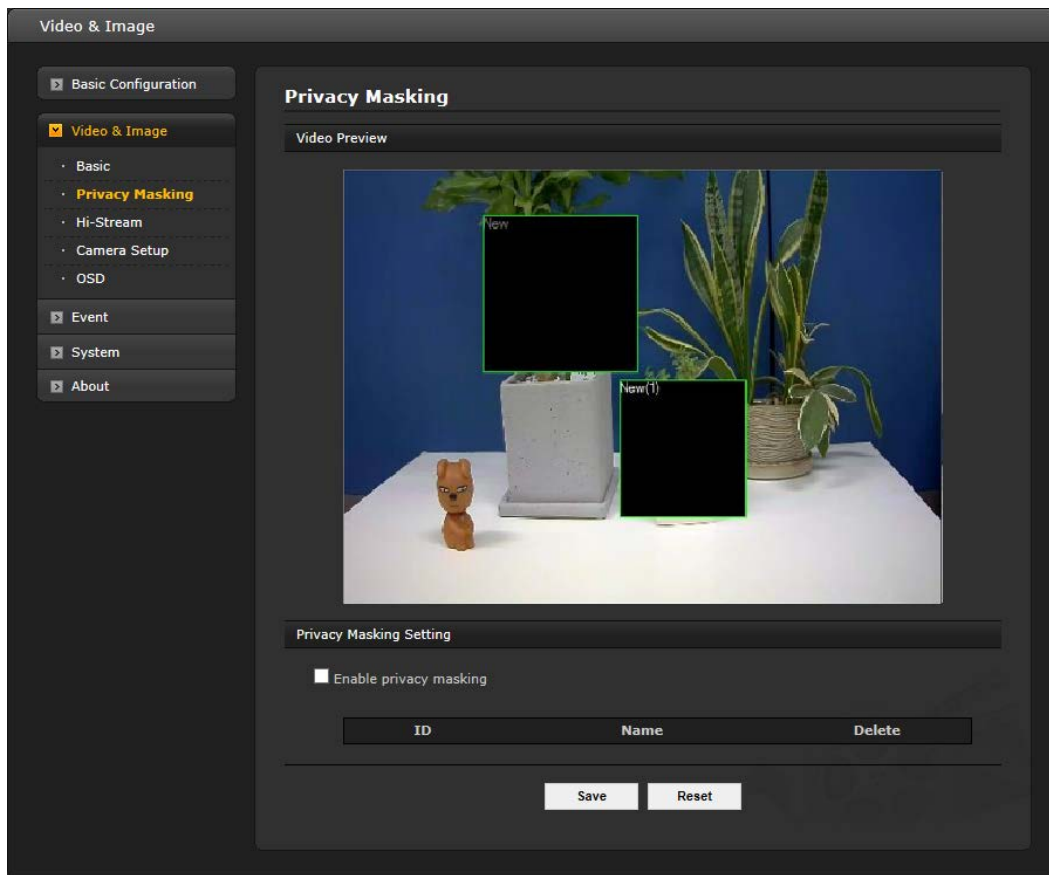 Video & Image
Basic Configuration
Video & Image
· Basic
· Privacy Masking
· Hi-Stream
· Camera Setup
· OSD
Event
System
About
Privacy Masking
Video Preview
New
New(1)
Privacy Masking Setting
Enable privacy masking
ID Name Delete
Save Reset